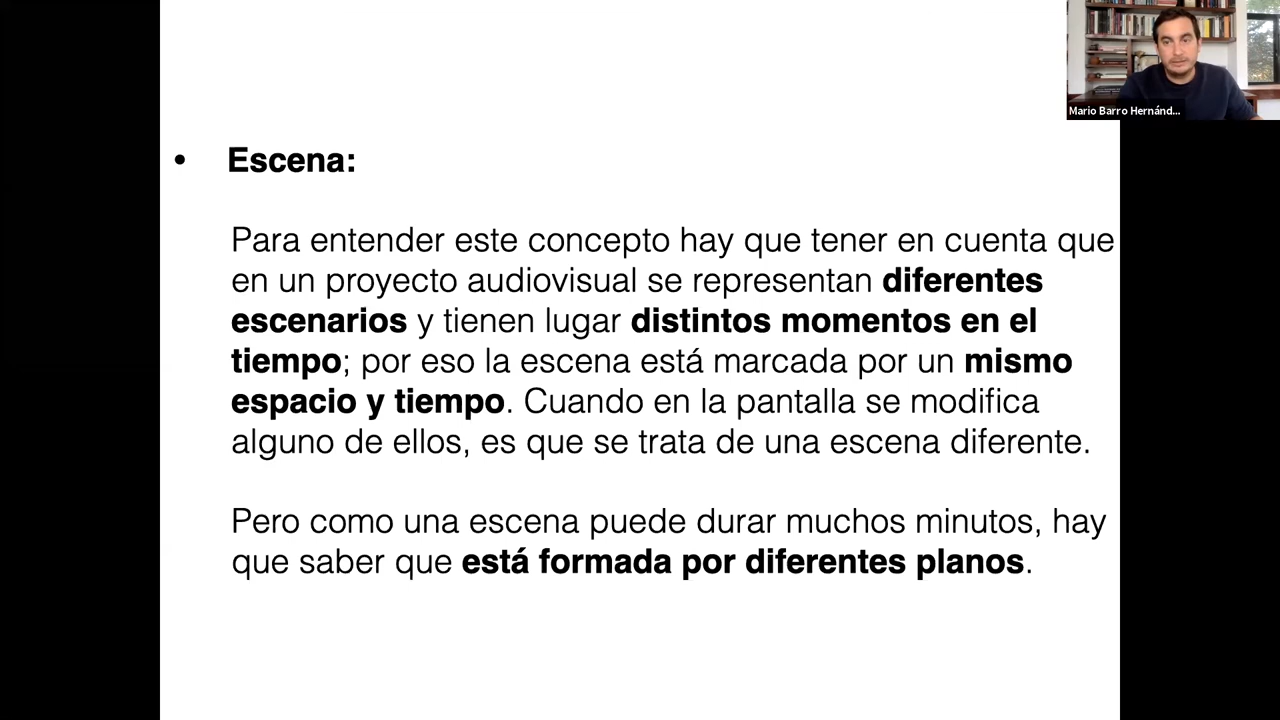 Mario Barro Hernánd...
• Escena:
Para entender este concepto hay que tener en cuenta que
en un proyecto audiovisual se representan diferentes
escenarios y tienen lugar distintos momentos en el
tiempo; por eso la escena está marcada por un mismo
espacio y tiempo. Cuando en la pantalla se modifica
alguno de ellos, es que se trata de una escena diferente.
Pero como una escena puede durar muchos minutos, hay
que saber que está formada por diferentes planos.